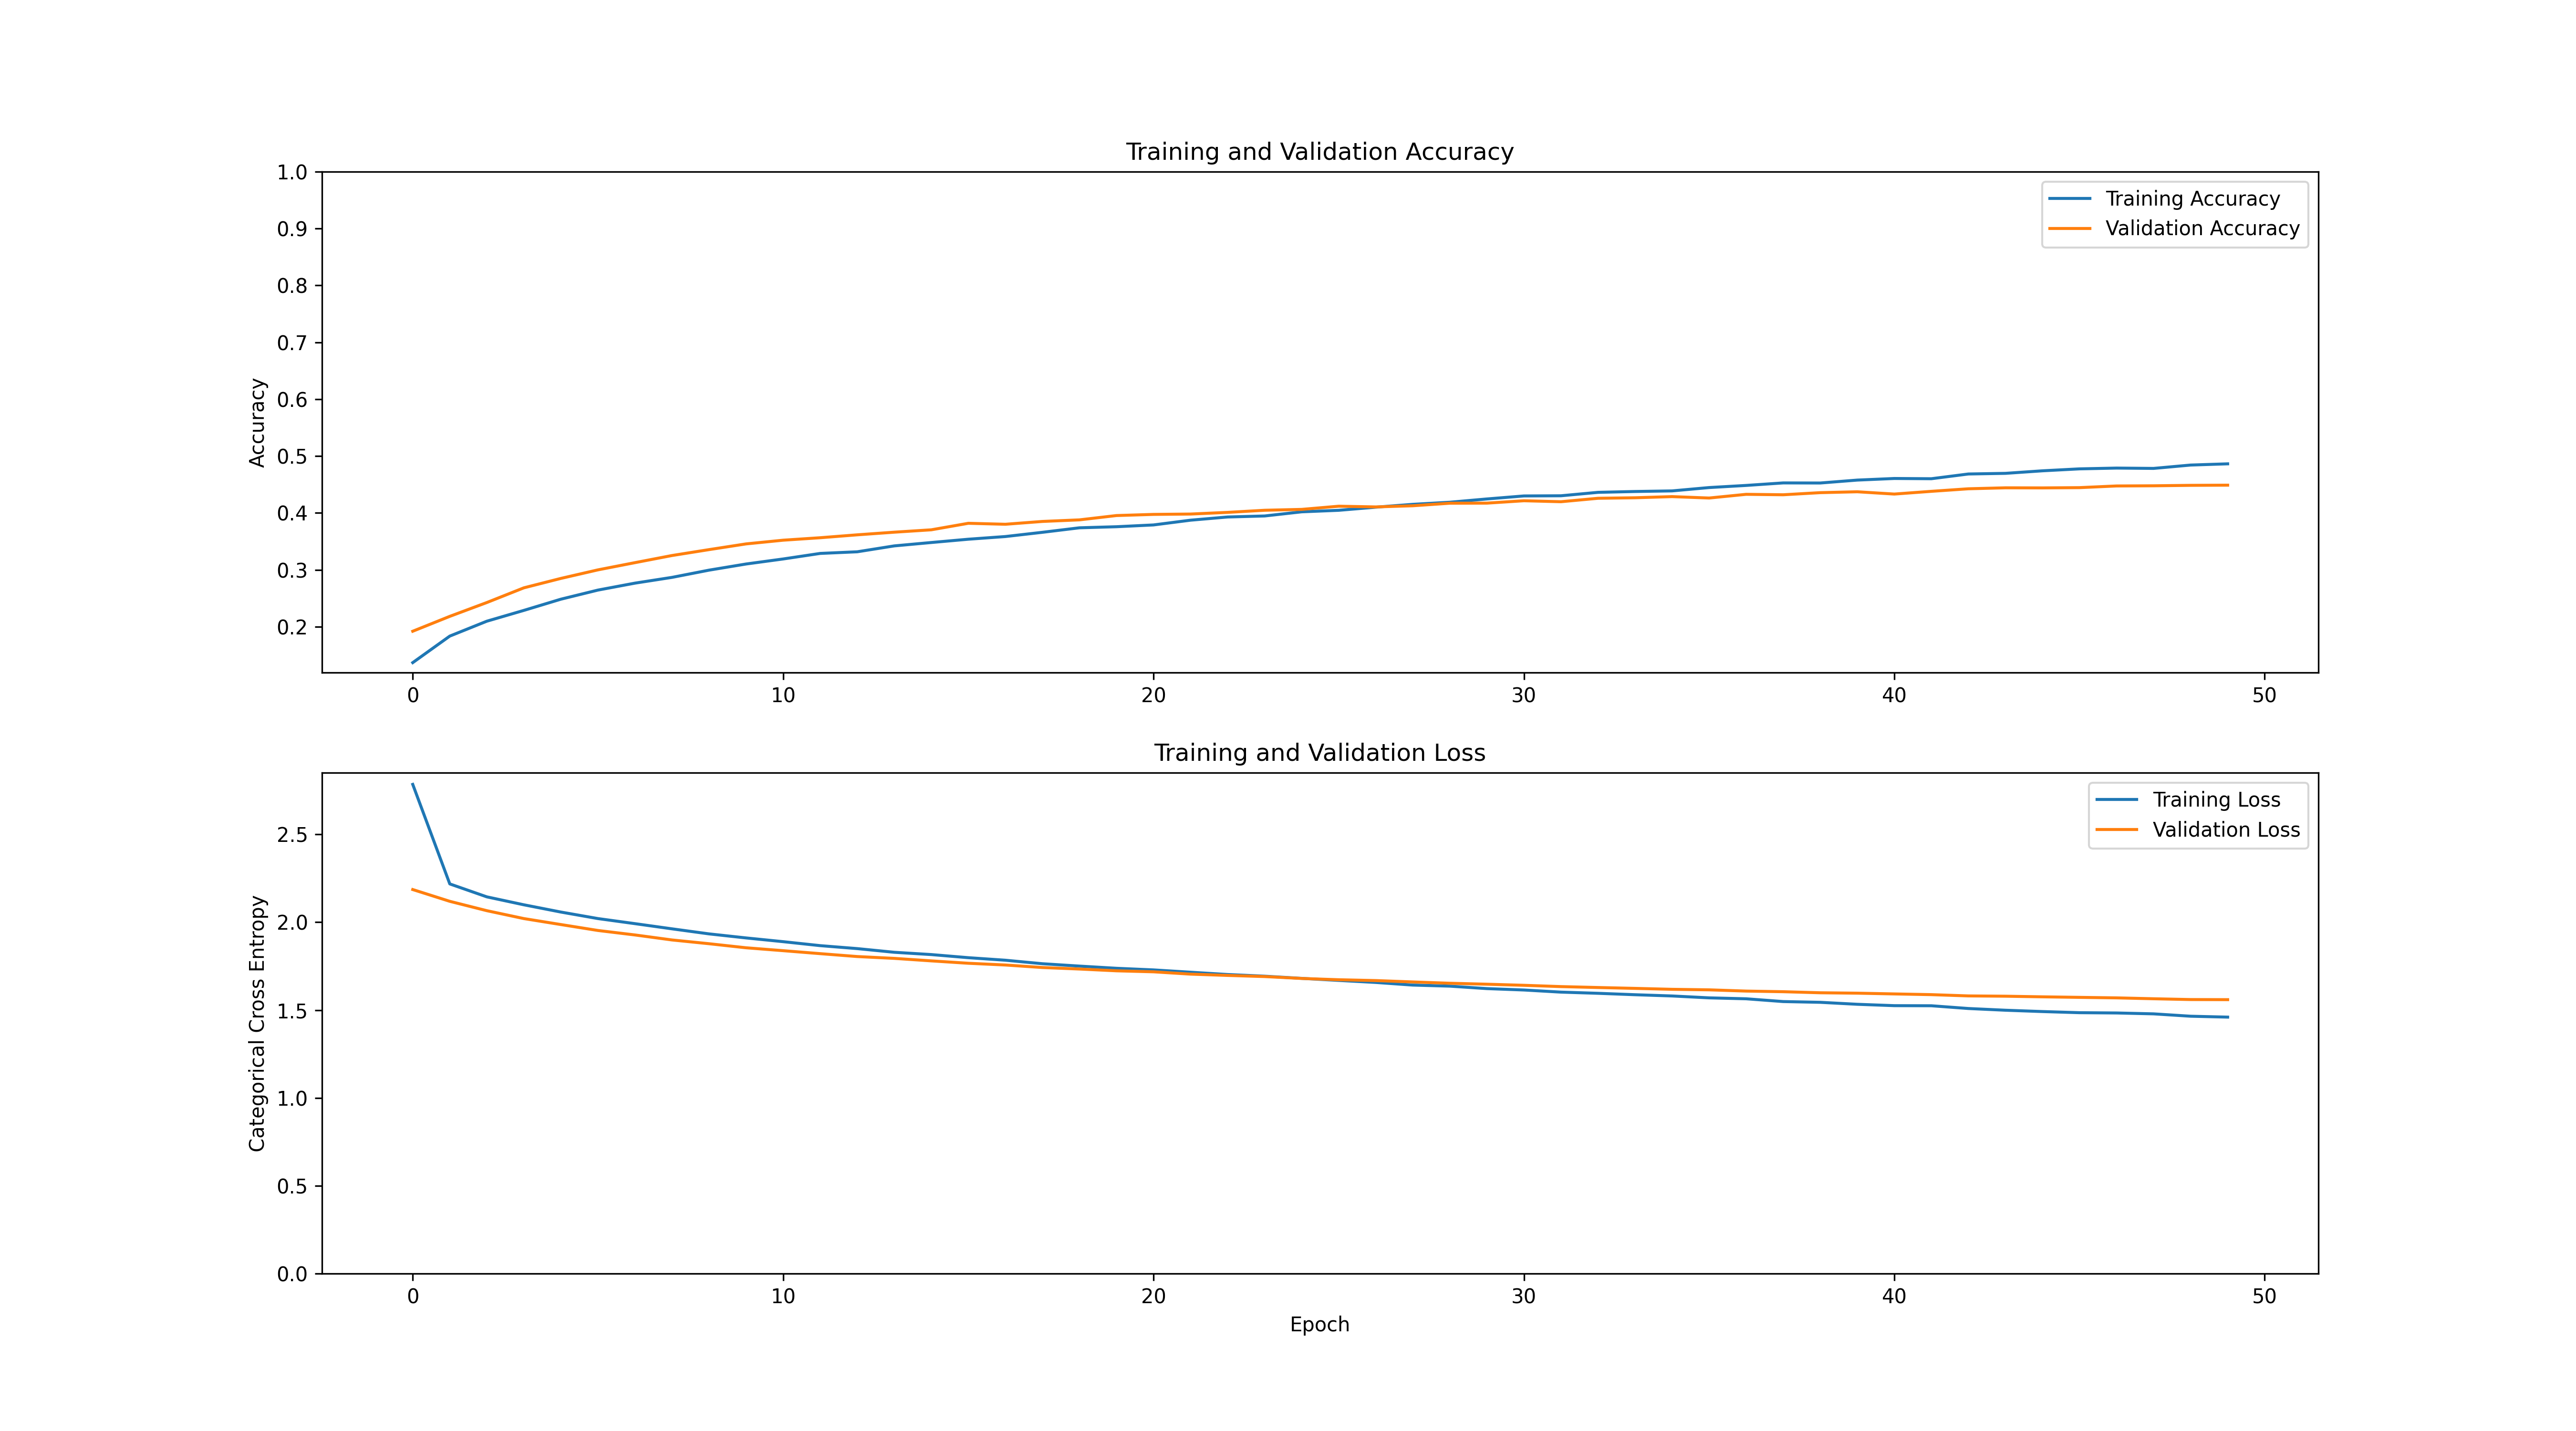 Training and Validation Accuracy
1.0
0.9
0.8
0.7
0.6
0.5
0.4
0.3
0.2
Accuracy
Training Accuracy
Validation Accuracy
0 10 20 30 40 50
Training and Validation Loss
2.5
2.0
1.5
1.0
0.5
0.0
Categorical Cross Entropy
Training Loss
Validation Loss
0 10 20 30 40 50
Epoch